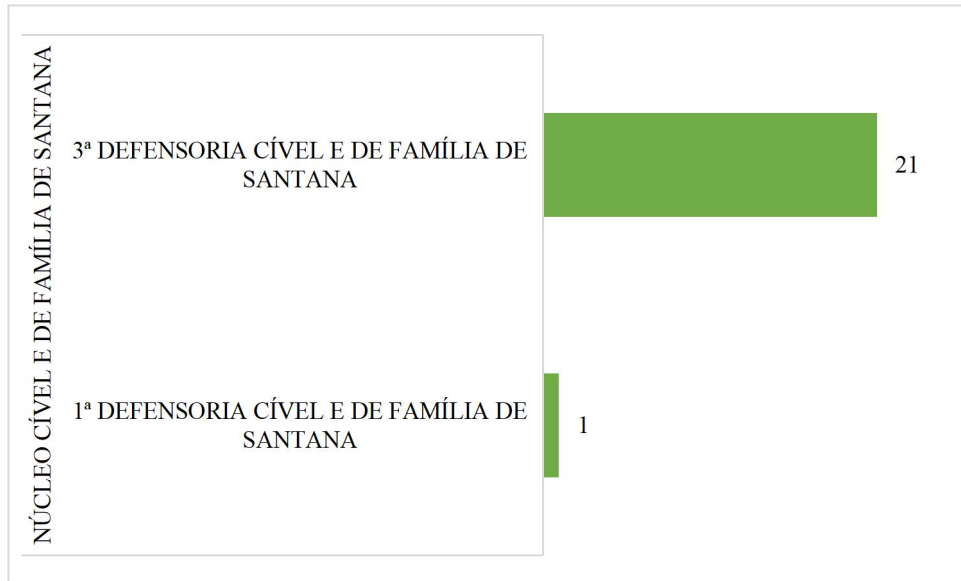 NÚCLEO CÍVEL E DE FAMÍLIA DE SANTANA
3ª DEFENSORIA CÍVEL E DE FAMÍLIA DE
SANTANA
21
1ª DEFENSORIA CÍVEL E DE FAMÍLIA DE
SANTANA
1